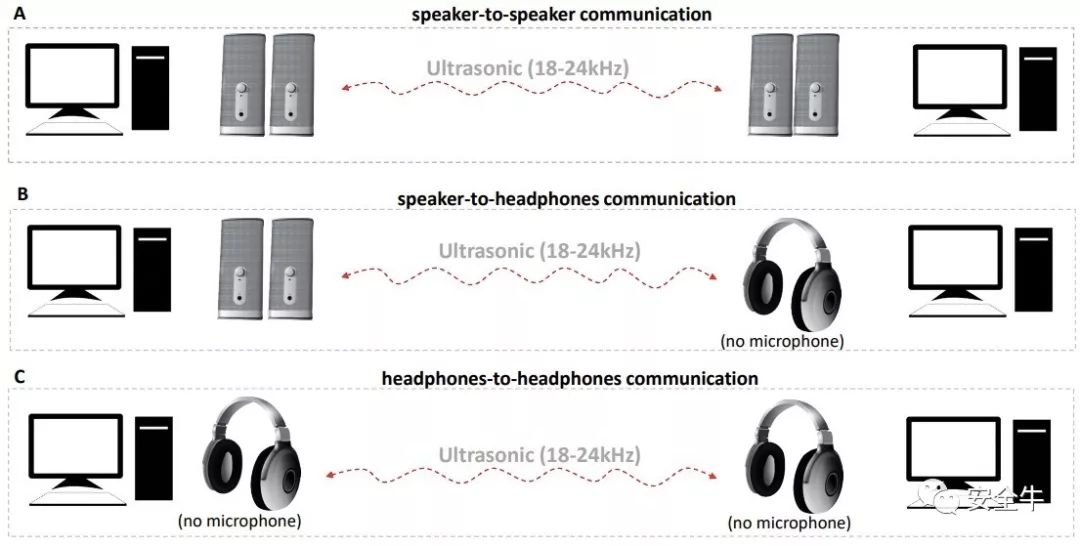 A
speaker-to-speaker communication
Ultrasonic (18-24kHz)
B
speaker-to-headphones communication
Ultrasonic (18-24kHz)
(no microphone)
C
headphones-to-headphones communication
Ultrasonic (18-24kHz)
(no microphone)
(no microphone)
安全牛